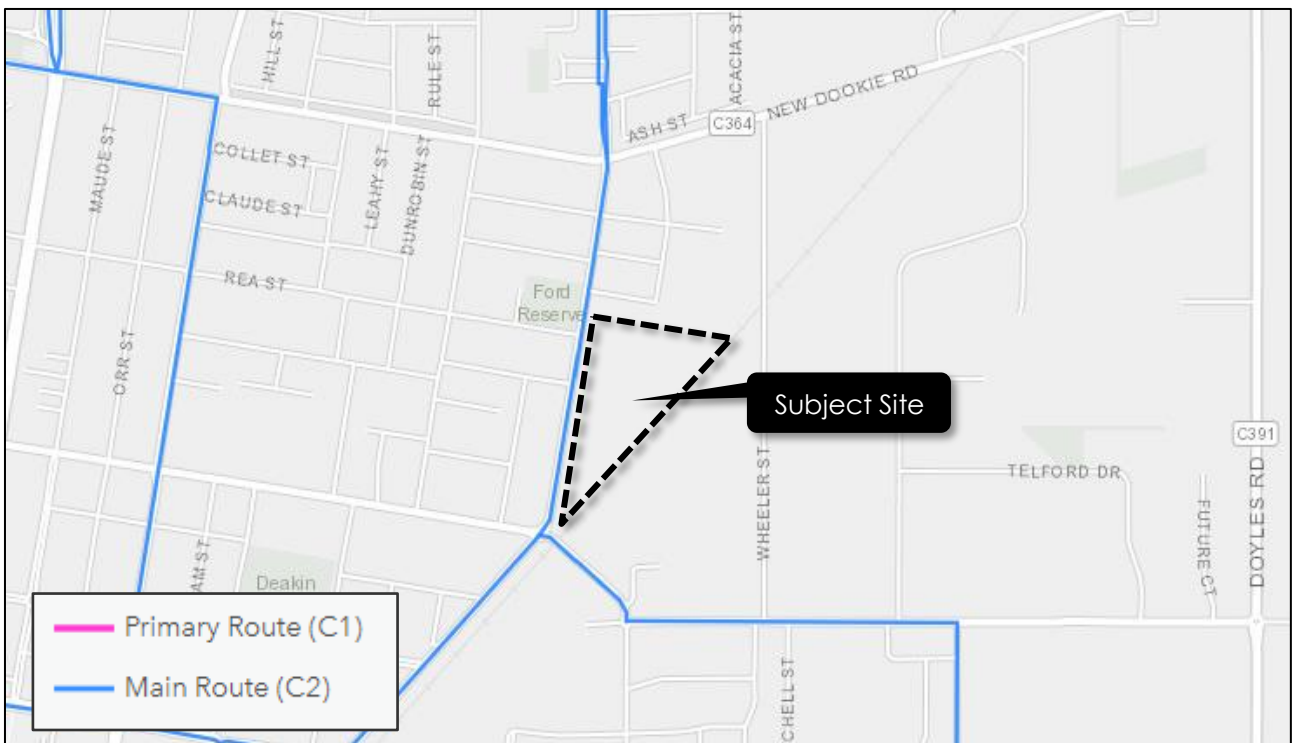 HILL ST
RULE ST
ACACIA ST
NEW DOOKIE RD
ASH ST
C364
MAUDE ST
COLLET ST
LEAHY ST
DUNROBIN ST
CLAUDE ST
REA ST
Ford
Reserve
ORR ST
Subject Site
C391
WHEELER ST
TELFORD DR
FUTURE CT
DOYLES RD
AM ST
Deakin
Primary Route (C1)
Main Route (C2)
CHELL ST